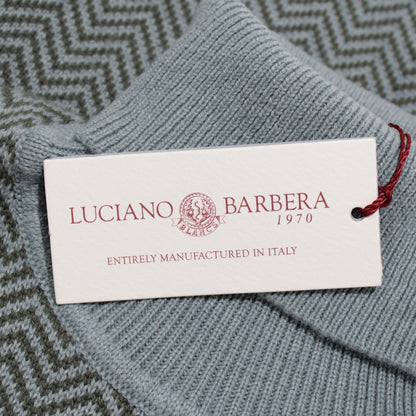 LUCIANO BARBERA
1970
ENTIRELY MANUFACTURED IN ITALY